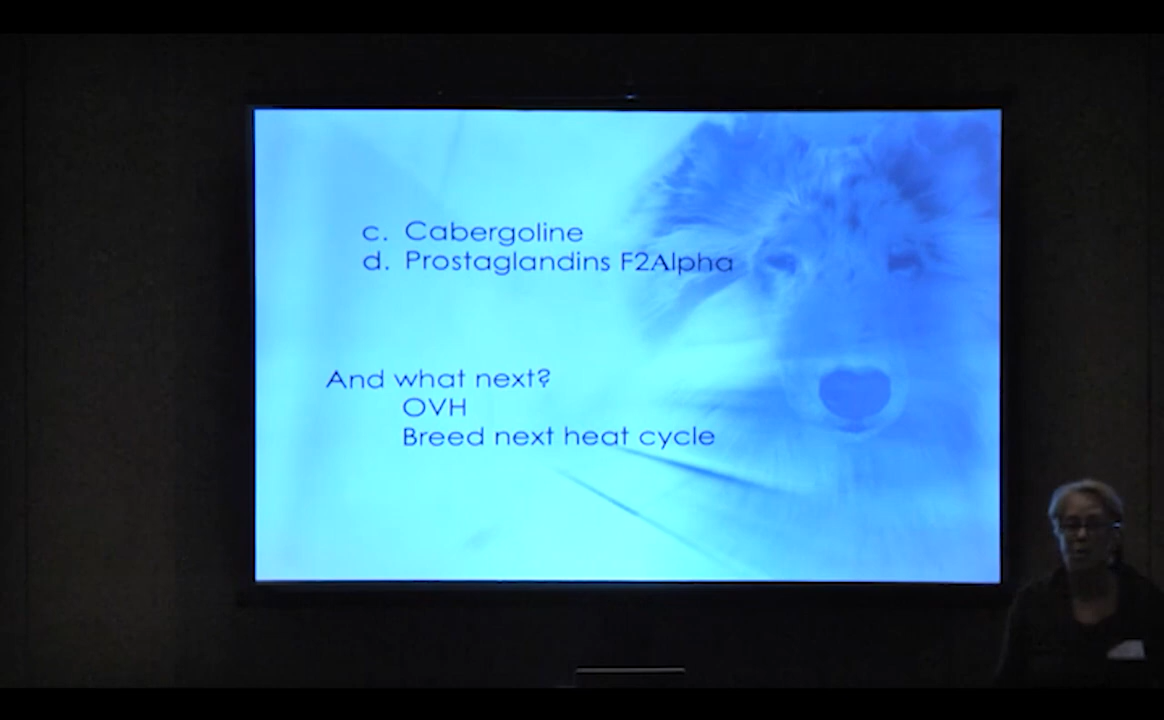 c. Cabergoline
d. Prostaglandins F2Alpha
And what next?
OVH
Breed next heat cycle